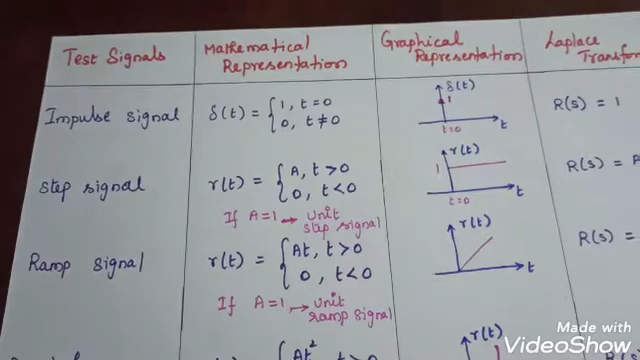 Test Signals
Mathematical Representation
Graphical Representation
Laplace
Impulse signal
δ(t) = {1, t=0
0, t≠0
δ(t)
1
t=0
t
R(s) = 1
Step signal
r(t) = {A, t>0
0, t<0
r(t)
1
t=0
t
R(s) =
If A=1 → unit step signal
Ramp signal
r(t) = {At, t>0
0, t<0
r(t)
t
R(s) =
If A=1 → unit Ramp signal
At²
r(t)
Made with
VideoShow